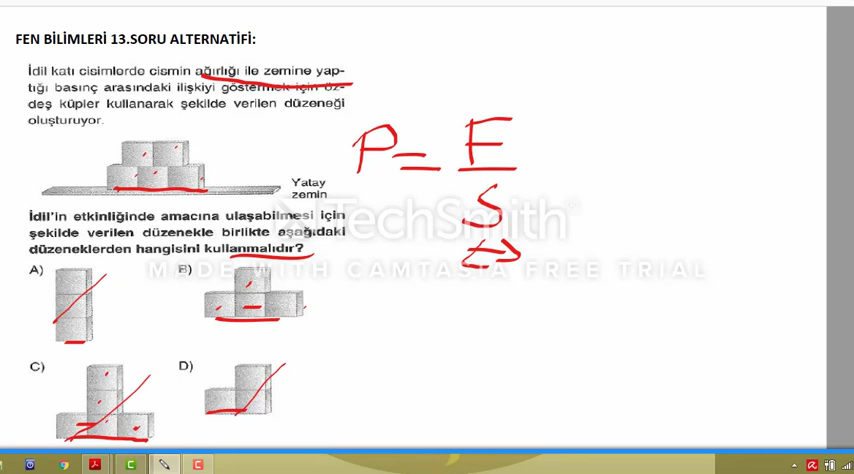 FEN BİLİMLERİ 13.SORU ALTERNATİFİ:
İdil katı cisimlerde cismin ağırlığı ile zemine yap-
tığı basınç arasındaki ilişkiyi göstermek için öz-
deş küpler kullanarak şekilde verilen düzeneği
oluşturuyor.
Yatay
zemin
P = F
S
İdil'in etkinliğinde amacına ulaşabilmesi için
şekilde verilen düzenekle birlikte aşağıdaki
düzeneklerden hangisini kullanmalıdır?
A)
B)
C)
D)
TechSmith
MADE WITH CAMTASIA FREE TRIAL